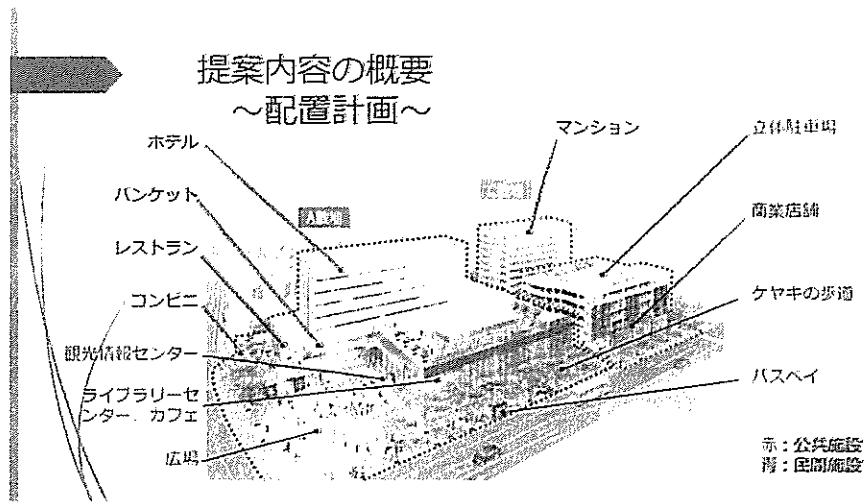 提案内容の概要
～配置計画～
ホテル
バンケット
レストラン
コンビニ
観光情報センター
ライブラリーセ
ンター、カフェ
広場
マンション
立体駐車場
商業店舗
ケヤキの歩道
バスベイ
赤：公共施設
青：民間施設